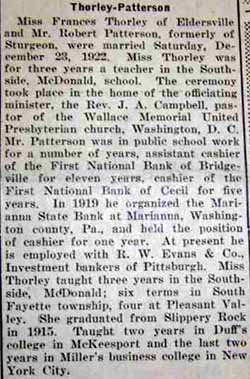 Thorley-Patterson
Miss Frances Thorley of Eldersville
and Mr. Robert Patterson, formerly of
Sturgeon, were married Saturday, De-
cember 23, 1922. Miss Thorley was
for three years a teacher in the South-
side, McDonald, school. The ceremony
took place in the home of the officiating
minister, the Rev. J. A. Campbell, pas-
tor of the Wallace Memorial United
Presbyterian church, Washington, D. C.
Mr. Patterson was in public school work
for a number of years, assistant cashier
of the First National Bank of Bridge-
ville for eleven years, cashier of the
First National Bank of Cecil for five
years. In 1919 he organized the Mari-
anna State Bank at Marianna, Washing-
ton county, Pa., and held the position
of cashier for one year. At present he
is employed with R. W. Evans & Co.,
Investment bankers of Pittsburgh. Miss
Thorley taught three years in the South-
side, McDonald; six terms in South
Fayette township, four at Pleasant Val-
ley. She graduated from Slippery Rock
in 1915. Taught two years in Duff's
college in McKeesport and the last two
years in Miller's business college in New
York City.